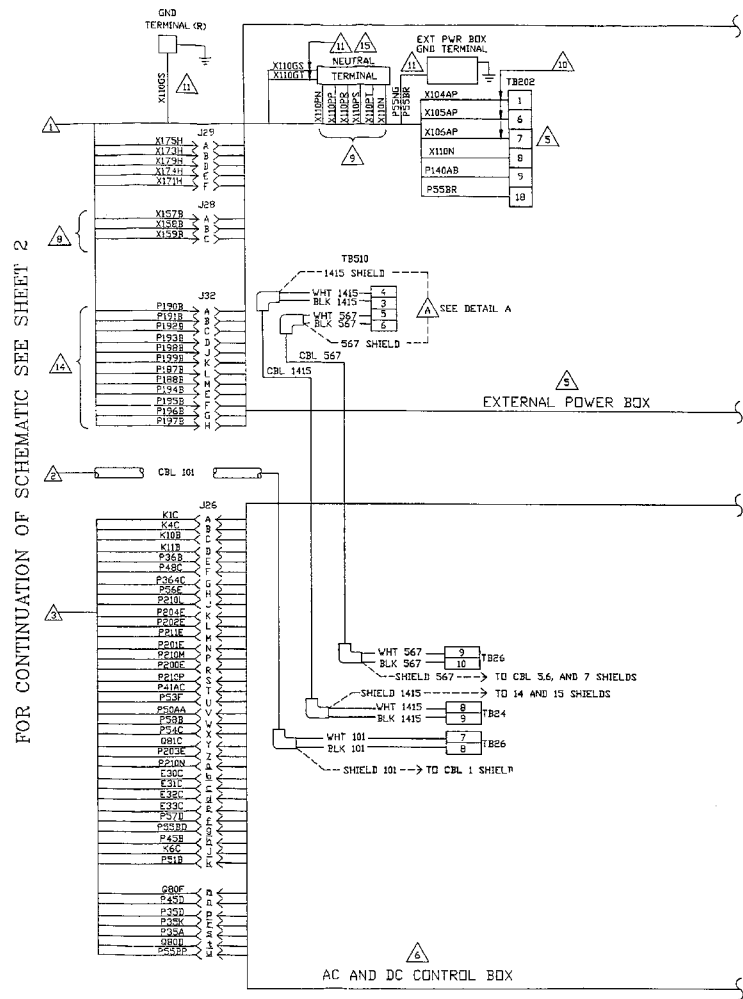 GND
TERMINAL (R)
X110GS
11
11
15
NEUTRAL
TERMINAL
X110GS
X110GT
X110PN
X110PP
X110PR
X110PS
X110PT
X110N
9
EXT PWR BOX
GND TERMINAL
11
P55NG
P55BR
10
TB202
X104AP 1
X105AP 6
X106AP 7
X110N 8
P140AB 9
P55BR 18
5
1
J29
X175H A
X173H B
X179H D
X174H E
X171H F
J28
X157B A
X158B B
X159B C
8
J32
P190B A
P191B B
P192B C
P193B D
P198B J
P199B K
P187B L
P188B M
P194B E
P195B F
P196B G
P197B H
14
TB510
1415 SHIELD
WHT 1415 4
BLK 1415 3
WHT 567 5
BLK 567 6
567 SHIELD
A SEE DETAIL A
CBL 567
CBL 1415
5
EXTERNAL POWER BOX
FOR CONTINUATION OF SCHEMATIC SEE SHEET 2
2
CBL 101
J26
K1C A
K4C B
K10B C
K11B D
P36B E
P48C F
P364C G
P56E H
P210L J
P204E K
P202E L
P211E M
P201E N
P210M P
P200E R
P210P S
P41AC T
P53F U
P50AA V
P58B W
P54C X
Q81C Y
P203E Z
P210N a
E30C b
E31C c
E32C d
E33C e
P57D f
P55BD g
P45B h
K6C j
P51B k
3
G80F m
P45D n
P35D p
P35K r
P35A s
Q80D t
P55BP u
WHT 567 9
BLK 567 10
TB26
SHIELD 567 TO CBL 5,6, AND 7 SHIELDS
SHIELD 1415 TO 14 AND 15 SHIELDS
WHT 1415 8
BLK 1415 9
TB24
WHT 101 7
BLK 101 8
TB26
SHIELD 101 TO CBL 1 SHIELD
6
AC AND DC CONTROL BOX